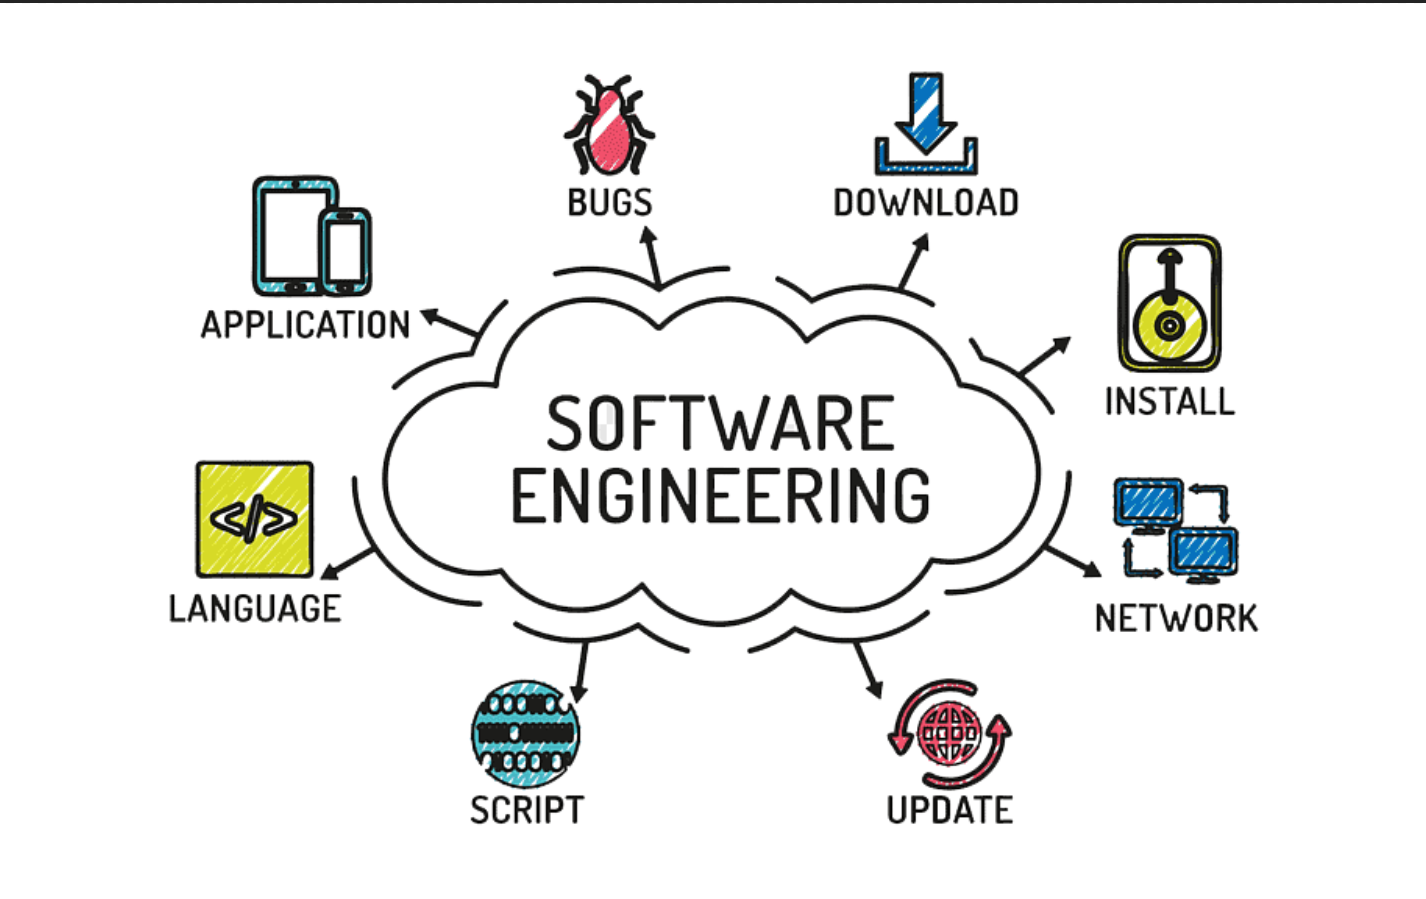 BUGS
DOWNLOAD
APPLICATION
INSTALL
SOFTWARE
ENGINEERING
LANGUAGE
NETWORK
SCRIPT
UPDATE